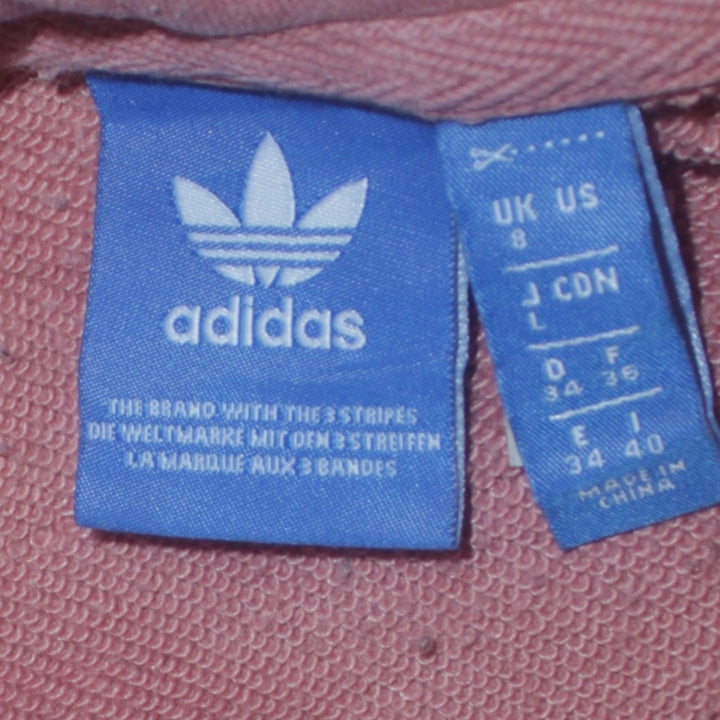 adidas
THE BRAND WITH THE 3 STRIPES
DIE WELTMARKE MIT DEN 3 STREIFEN
LA MARQUE AUX 3 BANDES
UK US
8
J CDN
L
D F
34 36
E I
34 40
MADE IN
CHINA